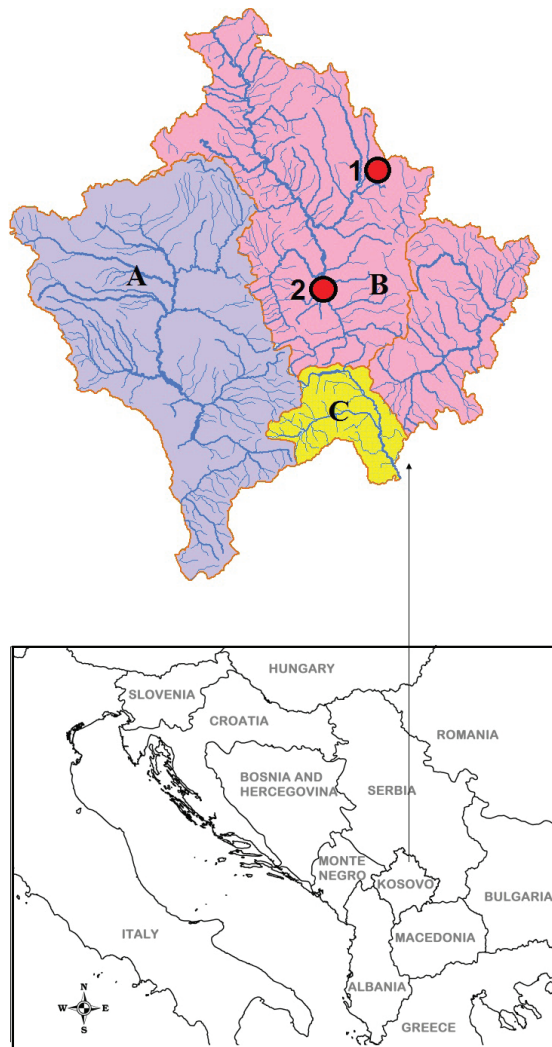 1
A
2
B
C
HUNGARY
SLOVENIA
CROATIA
ROMANIA
BOSNIA AND
HERCEGOVINA
SERBIA
MONTE
NEGRO
KOSOVO
BULGARIA
ITALY
MACEDONIA
ALBANIA
GREECE
N
W E
S